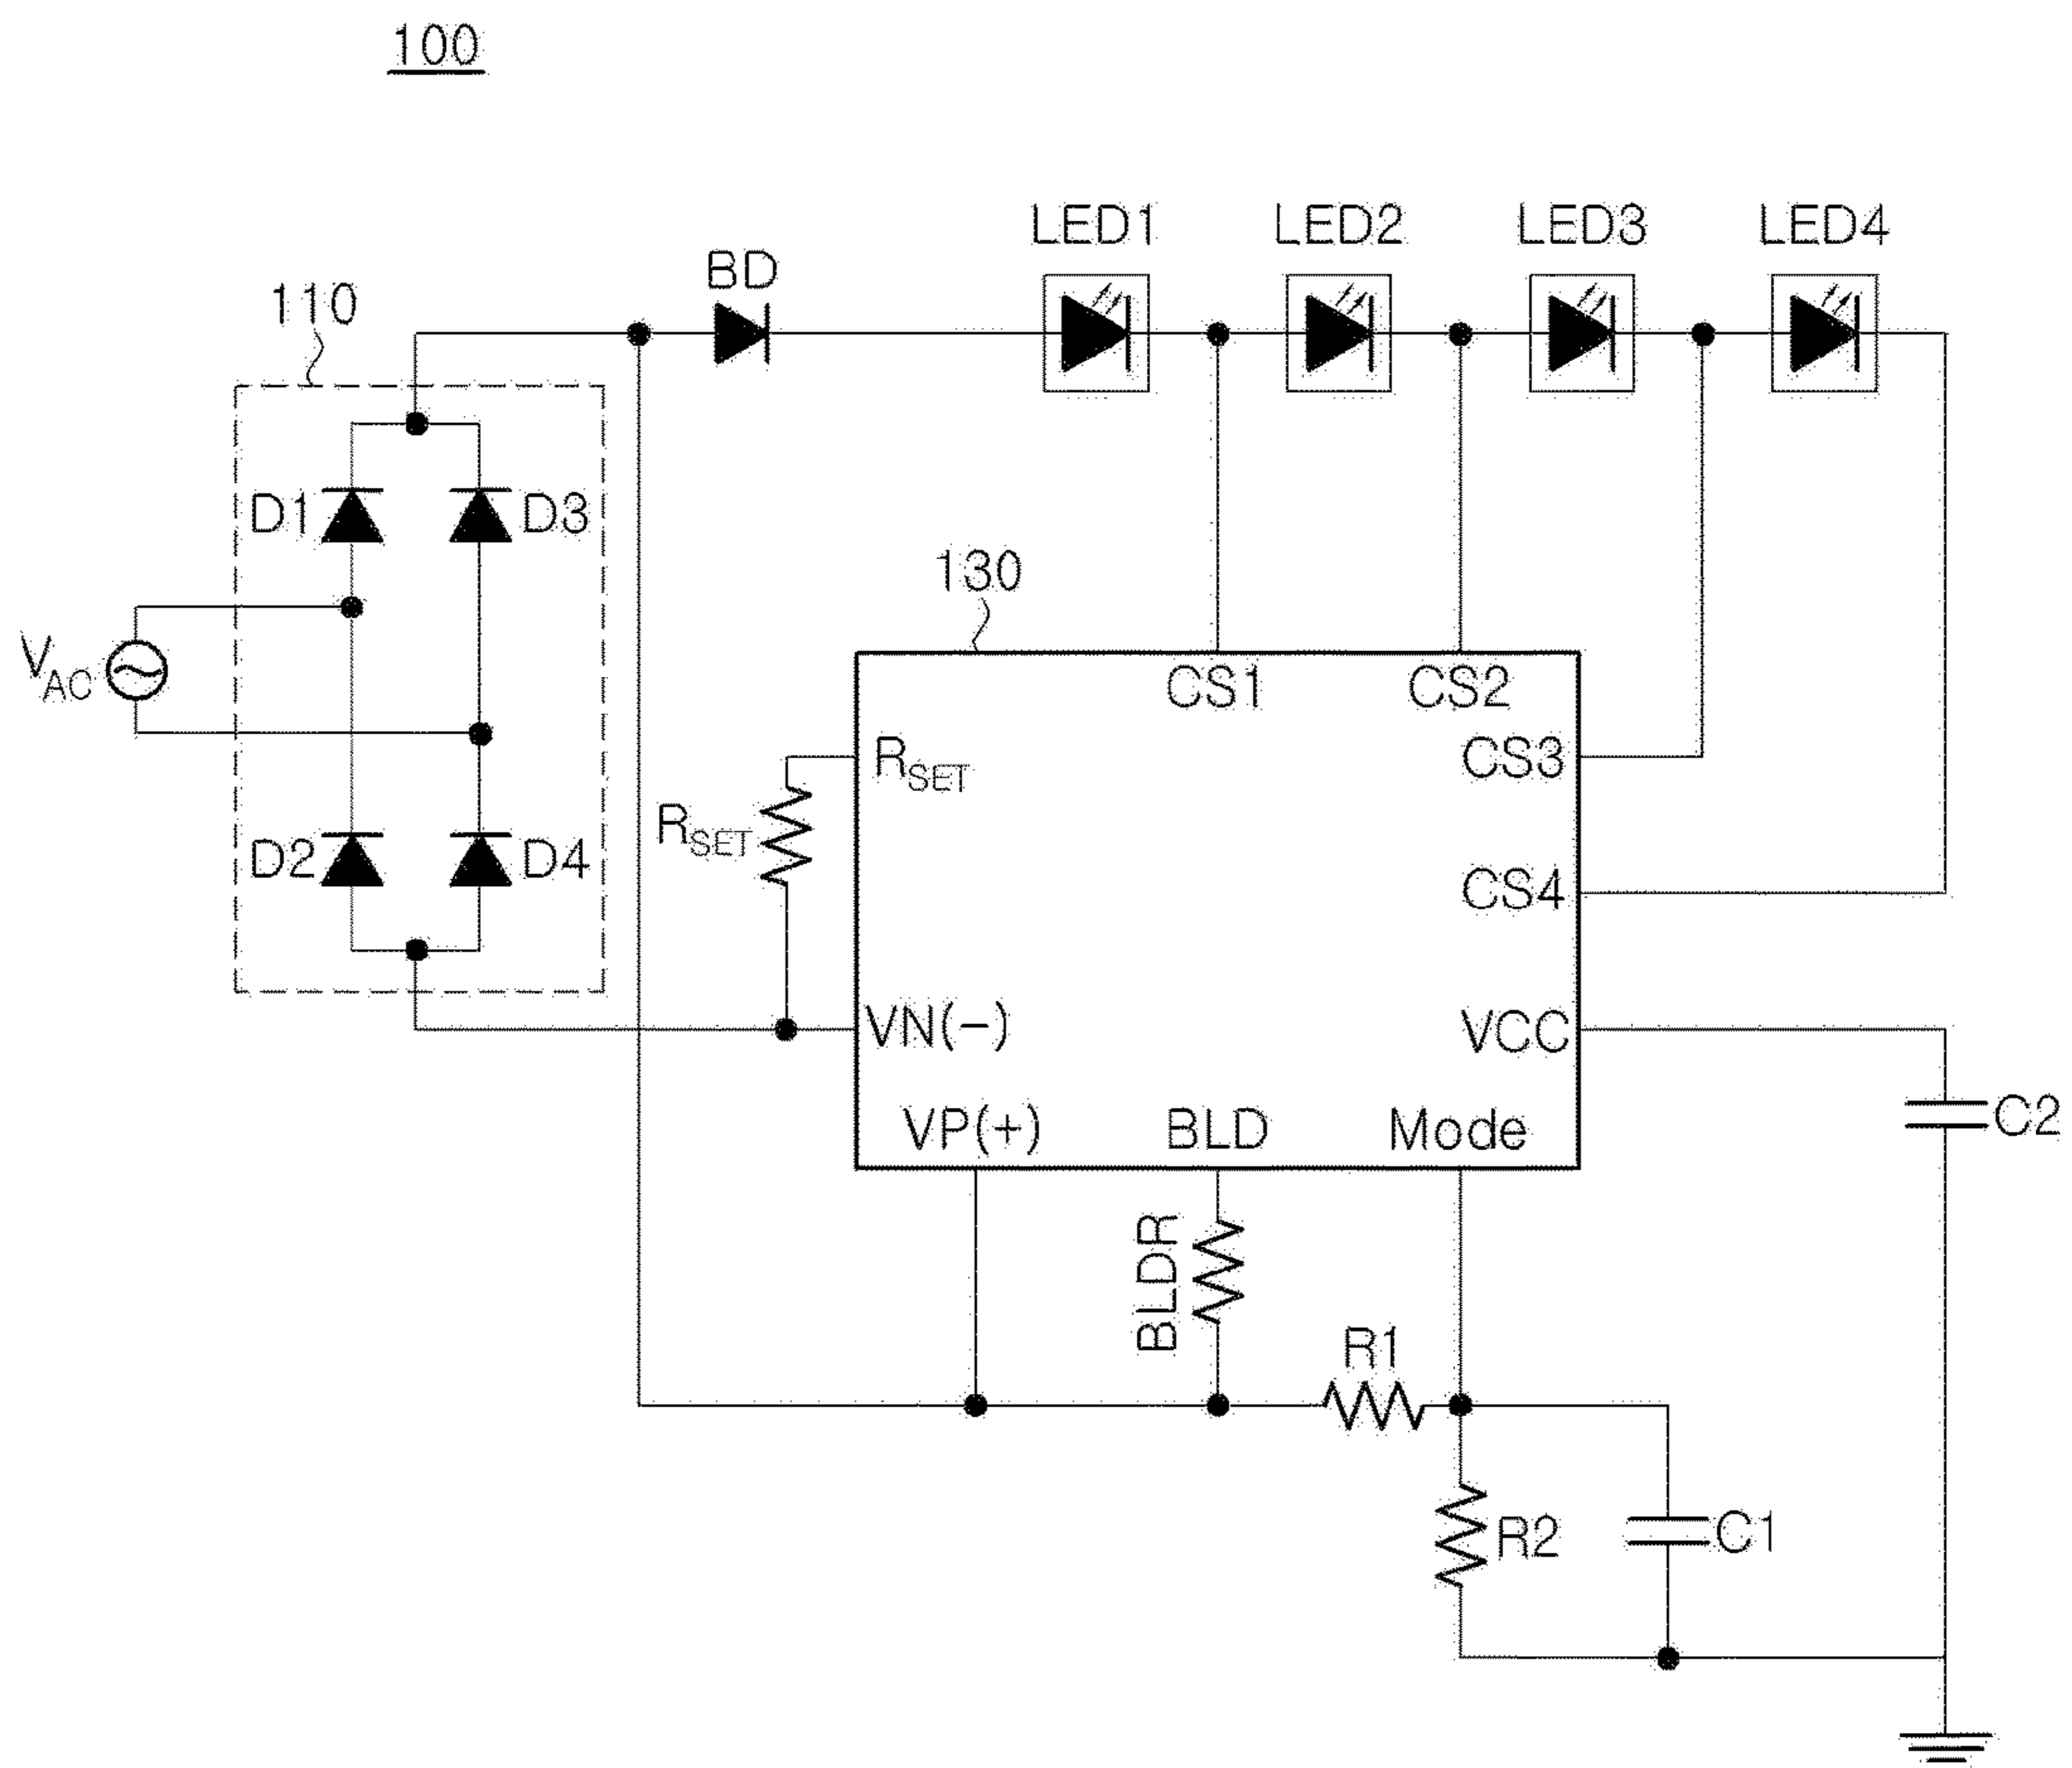 100
LED1
LED2
LED3
LED4
BD
110
D1
D3
130
VAC
CS1
CS2
RSET
CS3
RSET
D2
D4
CS4
VN(-)
VCC
VP(+)
BLD
Mode
C2
BLDR
R1
R2
C1